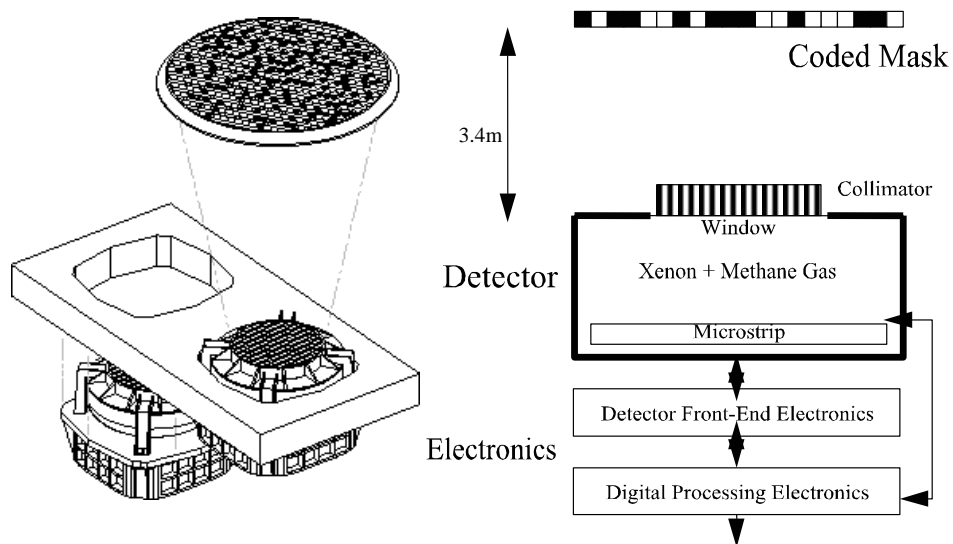 Coded Mask
3.4m
Collimator
Window
Detector
Xenon + Methane Gas
Microstrip
Detector Front-End Electronics
Electronics
Digital Processing Electronics